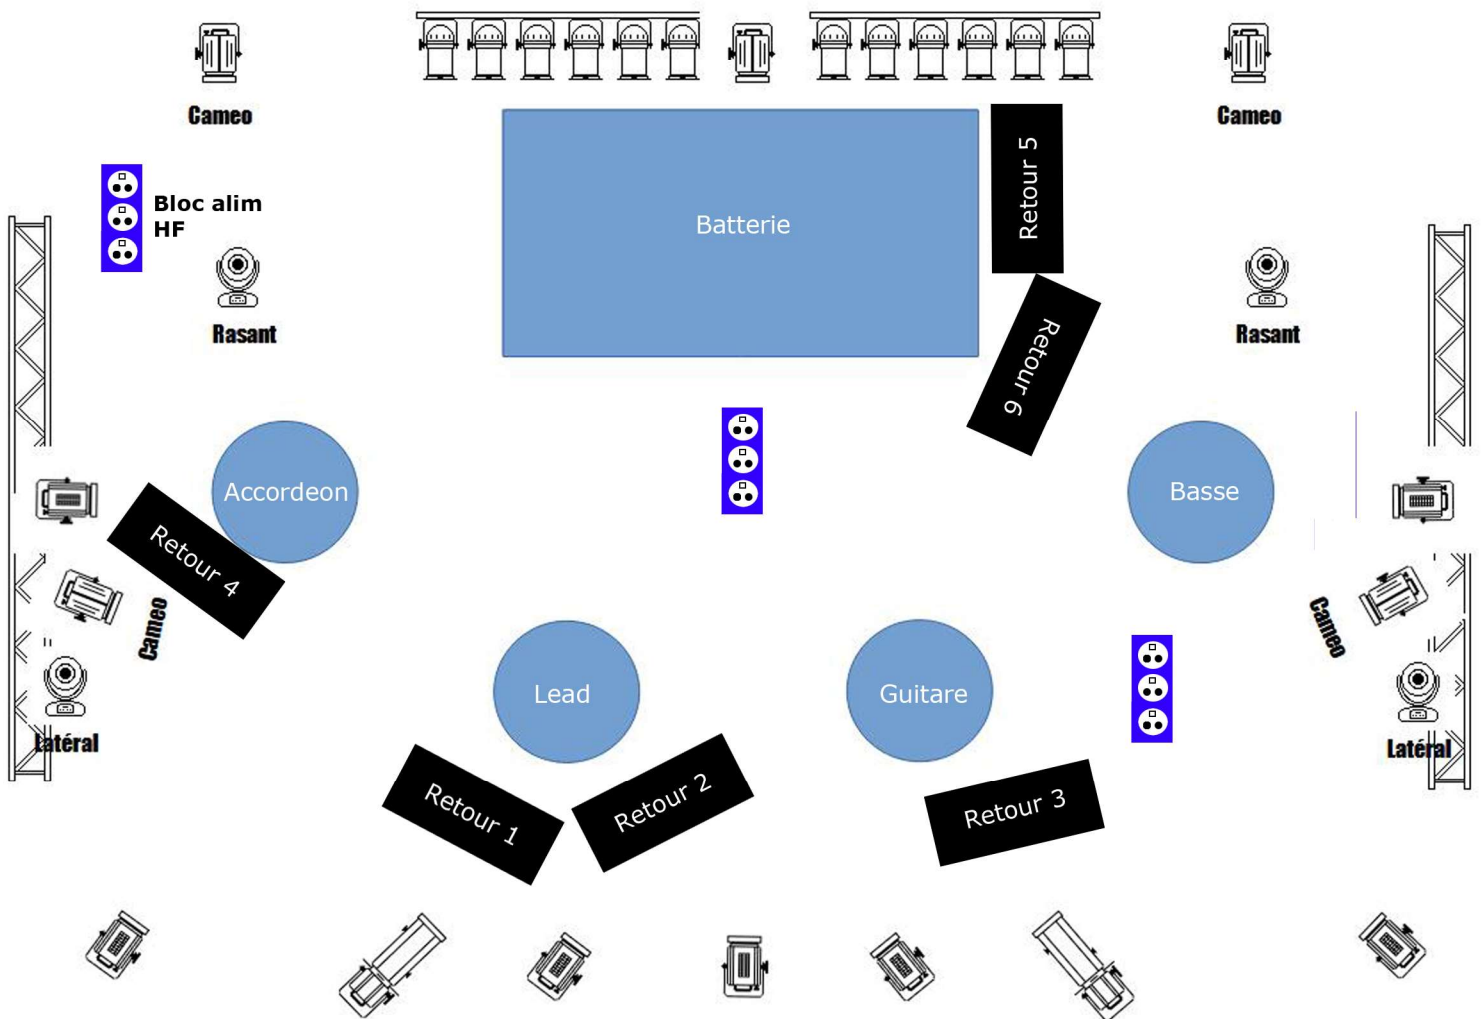 Cameo
Cameo
Bloc alim
HF
Retour 5
Batterie
Rasant
Rasant
Retour 6
Accordeon
Basse
Retour 4
Cameo
Cameo
Lead
Guitare
Latéral
Latéral
Retour 1
Retour 2
Retour 3